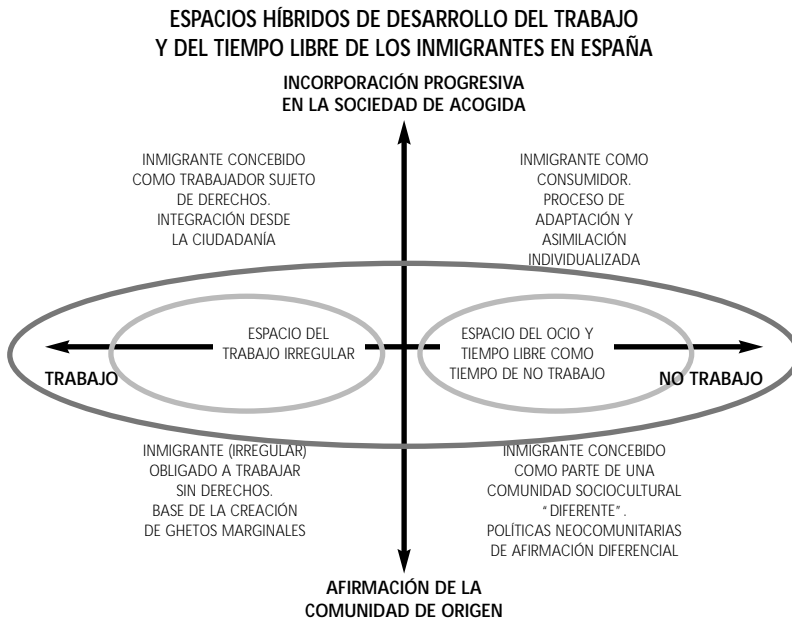 ESPACIOS HÍBRIDOS DE DESARROLLO DEL TRABAJO
Y DEL TIEMPO LIBRE DE LOS INMIGRANTES EN ESPAÑA
INCORPORACIÓN PROGRESIVA
EN LA SOCIEDAD DE ACOGIDA
INMIGRANTE CONCEBIDO
COMO TRABAJADOR SUJETO
DE DERECHOS.
INTEGRACIÓN DESDE
LA CIUDADANÍA
INMIGRANTE COMO
CONSUMIDOR.
PROCESO DE
ADAPTACIÓN Y
ASIMILACIÓN
INDIVIDUALIZADA
ESPACIO DEL
TRABAJO IRREGULAR
ESPACIO DEL OCIO Y
TIEMPO LIBRE COMO
TIEMPO DE NO TRABAJO
TRABAJO
NO TRABAJO
INMIGRANTE (IRREGULAR)
OBLIGADO A TRABAJAR
SIN DERECHOS.
BASE DE LA CREACIÓN
DE GHETOS MARGINALES
INMIGRANTE CONCEBIDO
COMO PARTE DE UNA
COMUNIDAD SOCIOCULTURAL
"DIFERENTE".
POLÍTICAS NEOCOMUNITARIAS
DE AFIRMACIÓN DIFERENCIAL
AFIRMACIÓN DE LA
COMUNIDAD DE ORIGEN